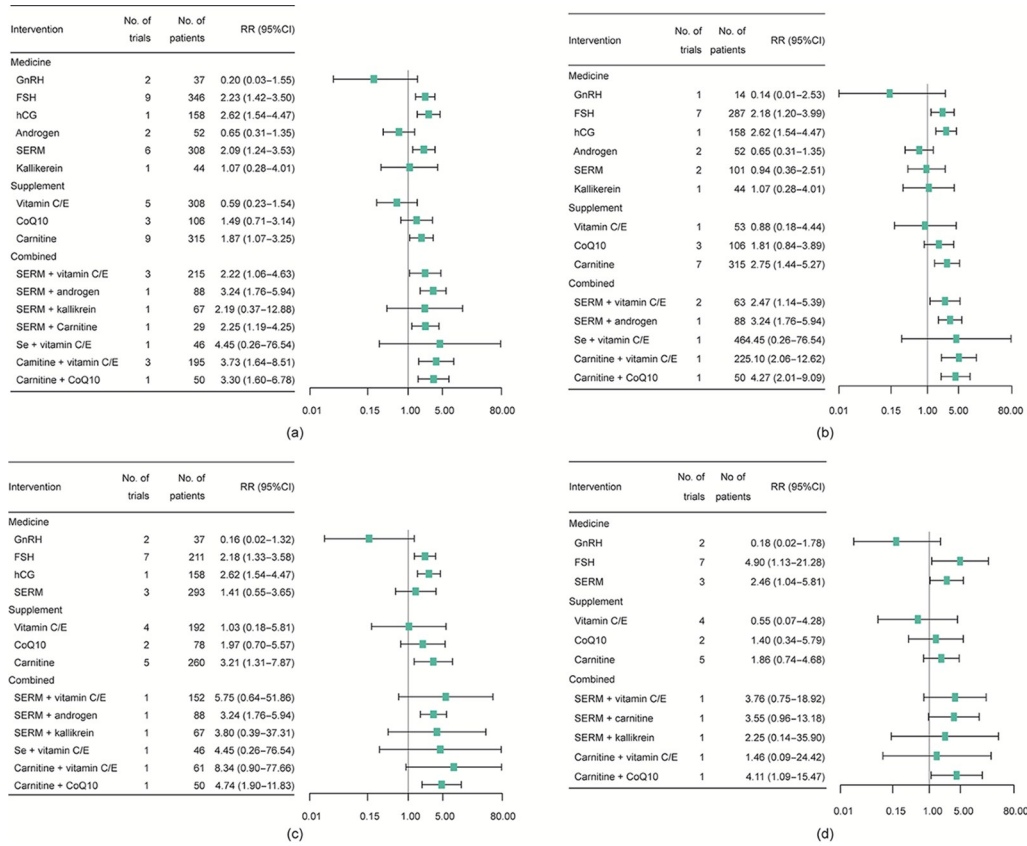 Intervention No. of trials No. of patients RR (95%CI)
Medicine
GnRH 2 37 0.20 (0.03–1.55)
FSH 9 346 2.23 (1.42–3.50)
hCG 1 158 2.62 (1.54–4.47)
Androgen 2 52 0.65 (0.31–1.35)
SERM 6 308 2.09 (1.24–3.53)
Kallikerein 1 44 1.07 (0.28–4.01)
Supplement
Vitamin C/E 5 308 0.59 (0.23–1.54)
CoQ10 3 106 1.49 (0.71–3.14)
Carnitine 9 315 1.87 (1.07–3.25)
Combined
SERM + vitamin C/E 3 215 2.22 (1.06–4.63)
SERM + androgen 1 88 3.24 (1.76–5.94)
SERM + kallikrein 1 67 2.19 (0.37–12.88)
SERM + Carnitine 1 29 2.25 (1.19–4.25)
Se + vitamin C/E 1 46 4.45 (0.26–76.54)
Carnitine + vitamin C/E 3 195 3.73 (1.64–8.51)
Carnitine + CoQ10 1 50 3.30 (1.60–6.78)
0.01 0.15 1.00 5.00 80.00
(a)
Intervention No. of trials No. of patients RR (95%CI)
Medicine
GnRH 1 14 0.14 (0.01–2.53)
FSH 7 287 2.18 (1.20–3.99)
hCG 1 158 2.62 (1.54–4.47)
Androgen 2 52 0.65 (0.31–1.35)
SERM 2 101 0.94 (0.36–2.51)
Kallikerein 1 44 1.07 (0.28–4.01)
Supplement
Vitamin C/E 1 53 0.88 (0.18–4.44)
CoQ10 3 106 1.81 (0.84–3.89)
Carnitine 7 315 2.75 (1.44–5.27)
Combined
SERM + vitamin C/E 2 63 2.47 (1.14–5.39)
SERM + androgen 1 88 3.24 (1.76–5.94)
Se + vitamin C/E 1 464.45 (0.26–76.54)
Carnitine + vitamin C/E 1 225.10 (2.06–12.62)
Carnitine + CoQ10 1 50 4.27 (2.01–9.09)
0.01 0.15 1.00 5.00 80.00
(b)
Intervention No. of trials No. of patients RR (95%CI)
Medicine
GnRH 2 37 0.16 (0.02–1.32)
FSH 7 211 2.18 (1.33–3.58)
hCG 1 158 2.62 (1.54–4.47)
SERM 3 293 1.41 (0.55–3.65)
Supplement
Vitamin C/E 4 192 1.03 (0.18–5.81)
CoQ10 2 78 1.97 (0.70–5.57)
Carnitine 5 260 3.21 (1.31–7.87)
Combined
SERM + vitamin C/E 1 152 5.75 (0.64–51.86)
SERM + androgen 1 88 3.24 (1.76–5.94)
SERM + kallikrein 1 67 3.80 (0.39–37.31)
Se + vitamin C/E 1 46 4.45 (0.26–76.54)
Carnitine + vitamin C/E 1 61 8.34 (0.90–77.66)
Carnitine + CoQ10 1 50 4.74 (1.90–11.83)
0.01 0.15 1.00 5.00 80.00
(c)
Intervention No. of trials No of patients RR (95%CI)
Medicine
GnRH 2 0.18 (0.02–1.78)
FSH 7 4.90 (1.13–21.28)
SERM 3 2.46 (1.04–5.81)
Supplement
Vitamin C/E 4 0.55 (0.07–4.28)
CoQ10 2 1.40 (0.34–5.79)
Carnitine 5 1.86 (0.74–4.68)
Combined
SERM + vitamin C/E 1 3.76 (0.75–18.92)
SERM + carnitine 1 3.55 (0.96–13.18)
SERM + kallikrein 1 2.25 (0.14–35.90)
Carnitine + vitamin C/E 1 1.46 (0.09–24.42)
Carnitine + CoQ10 1 4.11 (1.09–15.47)
0.01 0.15 1.00 5.00 80.00
(d)